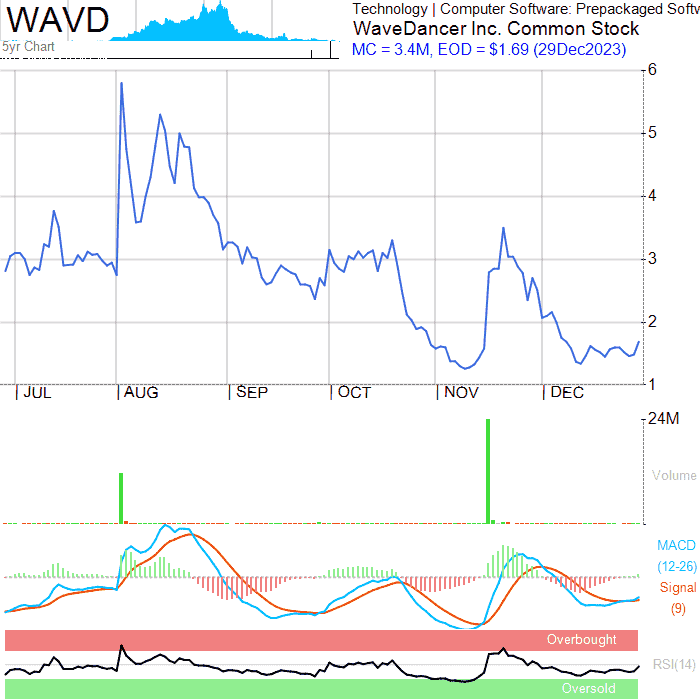 WAVD
Technology | Computer Software: Prepackaged Softw
WaveDancer Inc. Common Stock
5yr Chart
MC = 3.4M, EOD = $1.69 (29Dec2023)
6
5
4
3
2
1
JUL
AUG
SEP
OCT
NOV
DEC
24M
Volume
MACD
(12-26)
Signal
(9)
Overbought
RSI(14)
Oversold